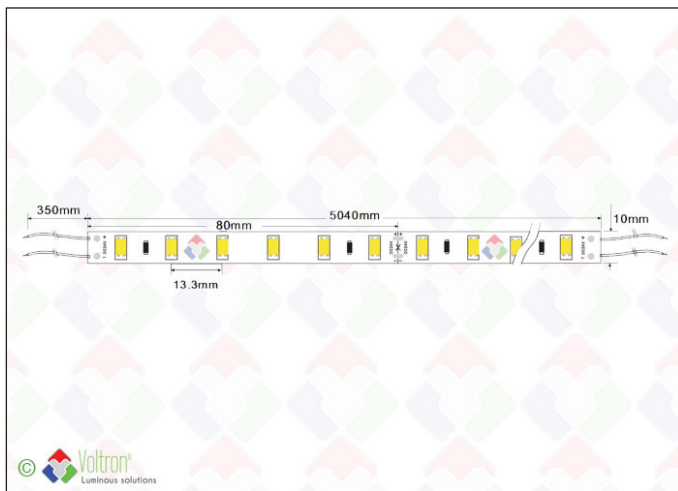 350mm
5040mm
80mm
10mm
+
+
-
-
13.3mm
© Voltron®
Luminous solutions